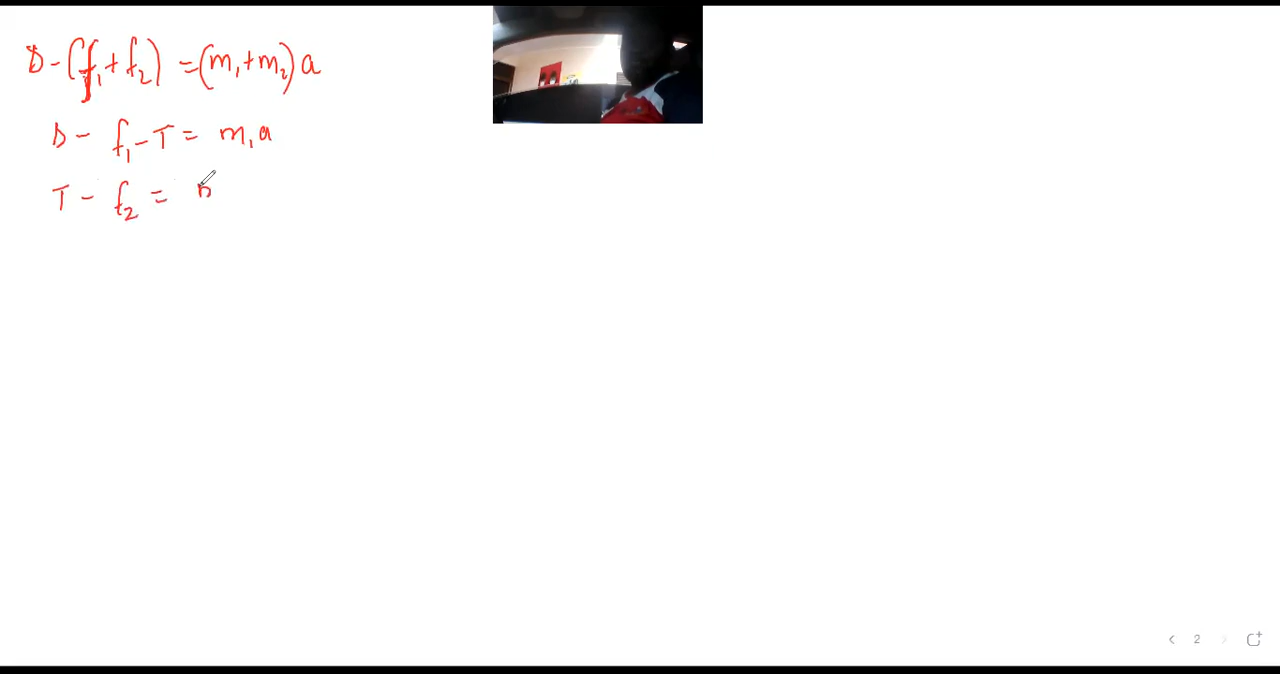 D - (f₁ + f₂) = (m₁ + m₂) a
D - f₁ - T = m₁ a
T - f₂ =
2